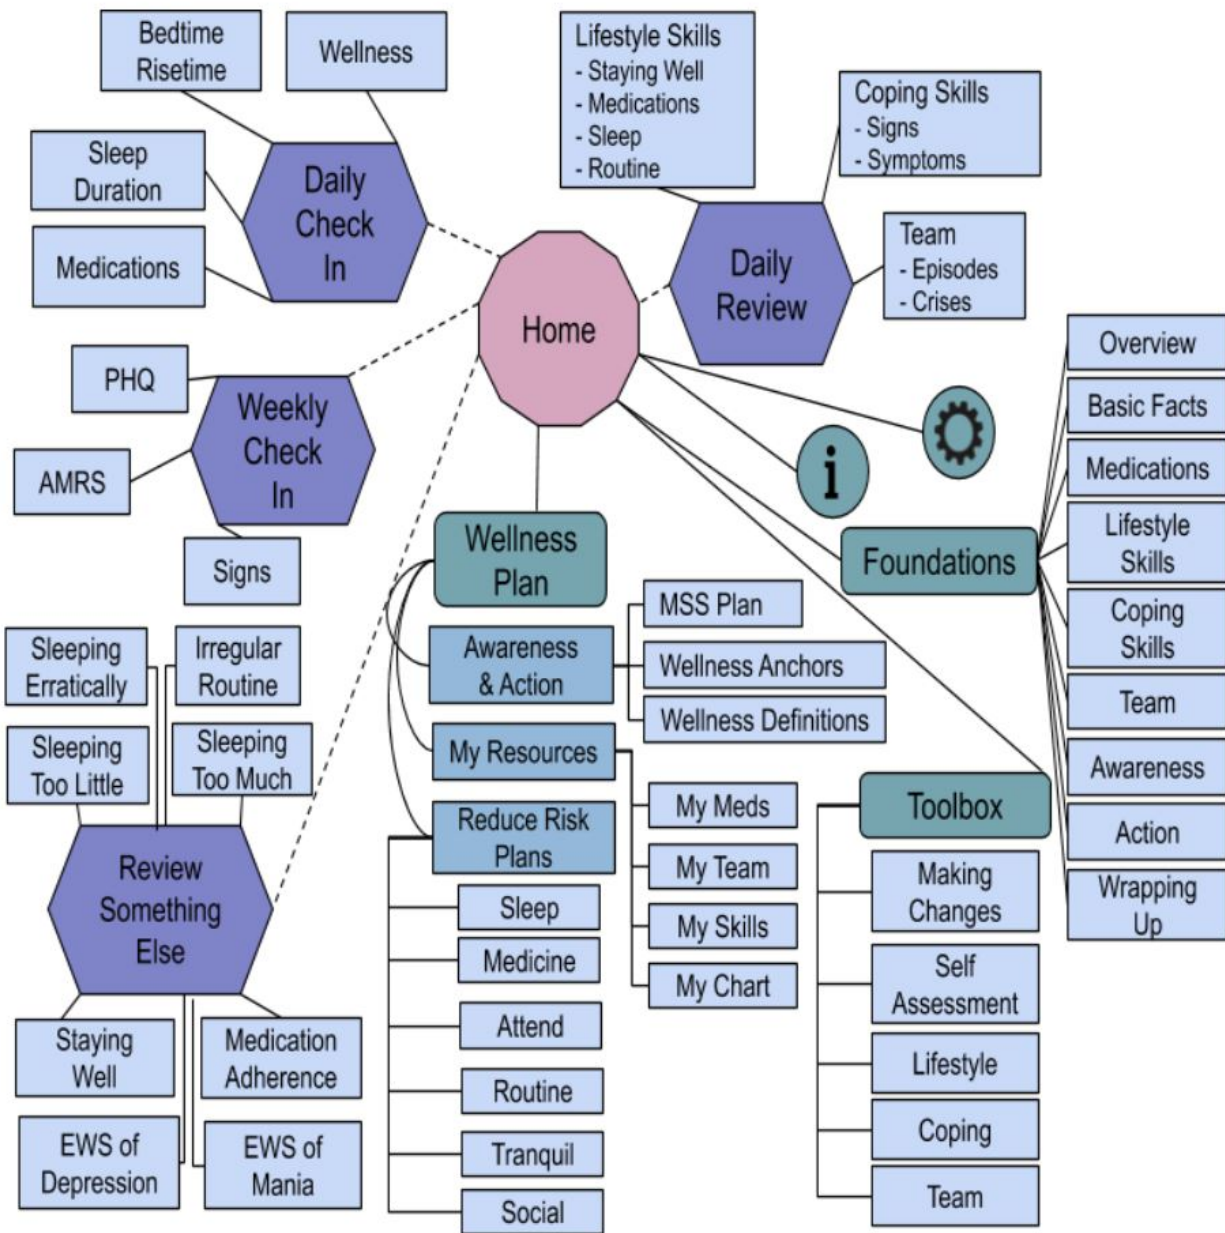 Bedtime
Risetime
Wellness
Sleep
Duration
Medications
Daily
Check
In
Lifestyle Skills
- Staying Well
- Medications
- Sleep
- Routine
Coping Skills
- Signs
- Symptoms
Team
- Episodes
- Crises
Daily
Review
Home
PHQ
AMRS
Signs
Weekly
Check
In
i
Overview
Basic Facts
Medications
Lifestyle
Skills
Coping
Skills
Team
Awareness
Action
Wrapping
Up
Foundations
Wellness
Plan
Awareness
& Action
MSS Plan
Wellness Anchors
Wellness Definitions
My Resources
My Meds
My Team
My Skills
My Chart
Reduce Risk
Plans
Sleep
Medicine
Attend
Routine
Tranquil
Social
Toolbox
Making
Changes
Self
Assessment
Lifestyle
Coping
Team
Sleeping
Erratically
Irregular
Routine
Sleeping
Too Little
Sleeping
Too Much
Review
Something
Else
Staying
Well
Medication
Adherence
EWS of
Depression
EWS of
Mania